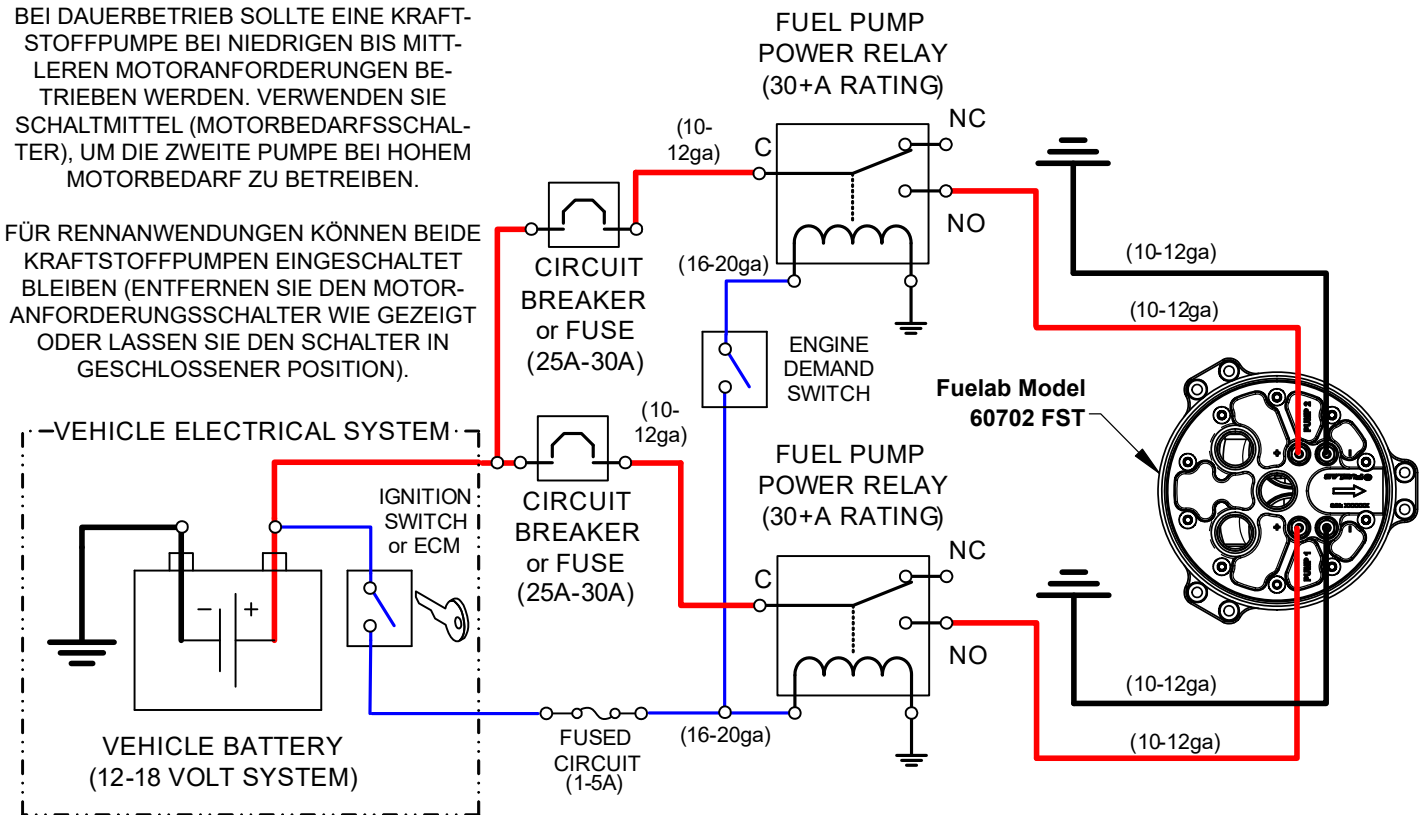 BEI DAUERBETRIEB SOLLTE EINE KRAFT-
STOFFPUMPE BEI NIEDRIGEN BIS MITT-
LEREN MOTORANFORDERUNGEN BE-
TRIEBEN WERDEN. VERWENDEN SIE
SCHALTMITTEL (MOTORBEDARFSSCHAL-
TER), UM DIE ZWEITE PUMPE BEI HOHEM
MOTORBEDARF ZU BETREIBEN.
FÜR RENNANWENDUNGEN KÖNNEN BEIDE
KRAFTSTOFFPUMPEN EINGESCHALTET
BLEIBEN (ENTFERNEN SIE DEN MOTOR-
ANFORDERUNGSSCHALTER WIE GEZEIGT
ODER LASSEN SIE DEN SCHALTER IN
GESCHLOSSENER POSITION).
FUEL PUMP
POWER RELAY
(30+A RATING)
NC
(10-
12ga)
C
NO
CIRCUIT
BREAKER
or FUSE
(25A-30A)
(16-20ga)
(10-12ga)
(10-12ga)
ENGINE
DEMAND
SWITCH
Fuelab Model
60702 FST
PUMP 2
+
−
PUMP 1
+
−
VEHICLE ELECTRICAL SYSTEM
(10-
12ga)
CIRCUIT
BREAKER
or FUSE
(25A-30A)
FUEL PUMP
POWER RELAY
(30+A RATING)
NC
C
NO
IGNITION
SWITCH
or ECM
− +
VEHICLE BATTERY
(12-18 VOLT SYSTEM)
FUSED
CIRCUIT
(1-5A)
(16-20ga)
(10-12ga)
(10-12ga)